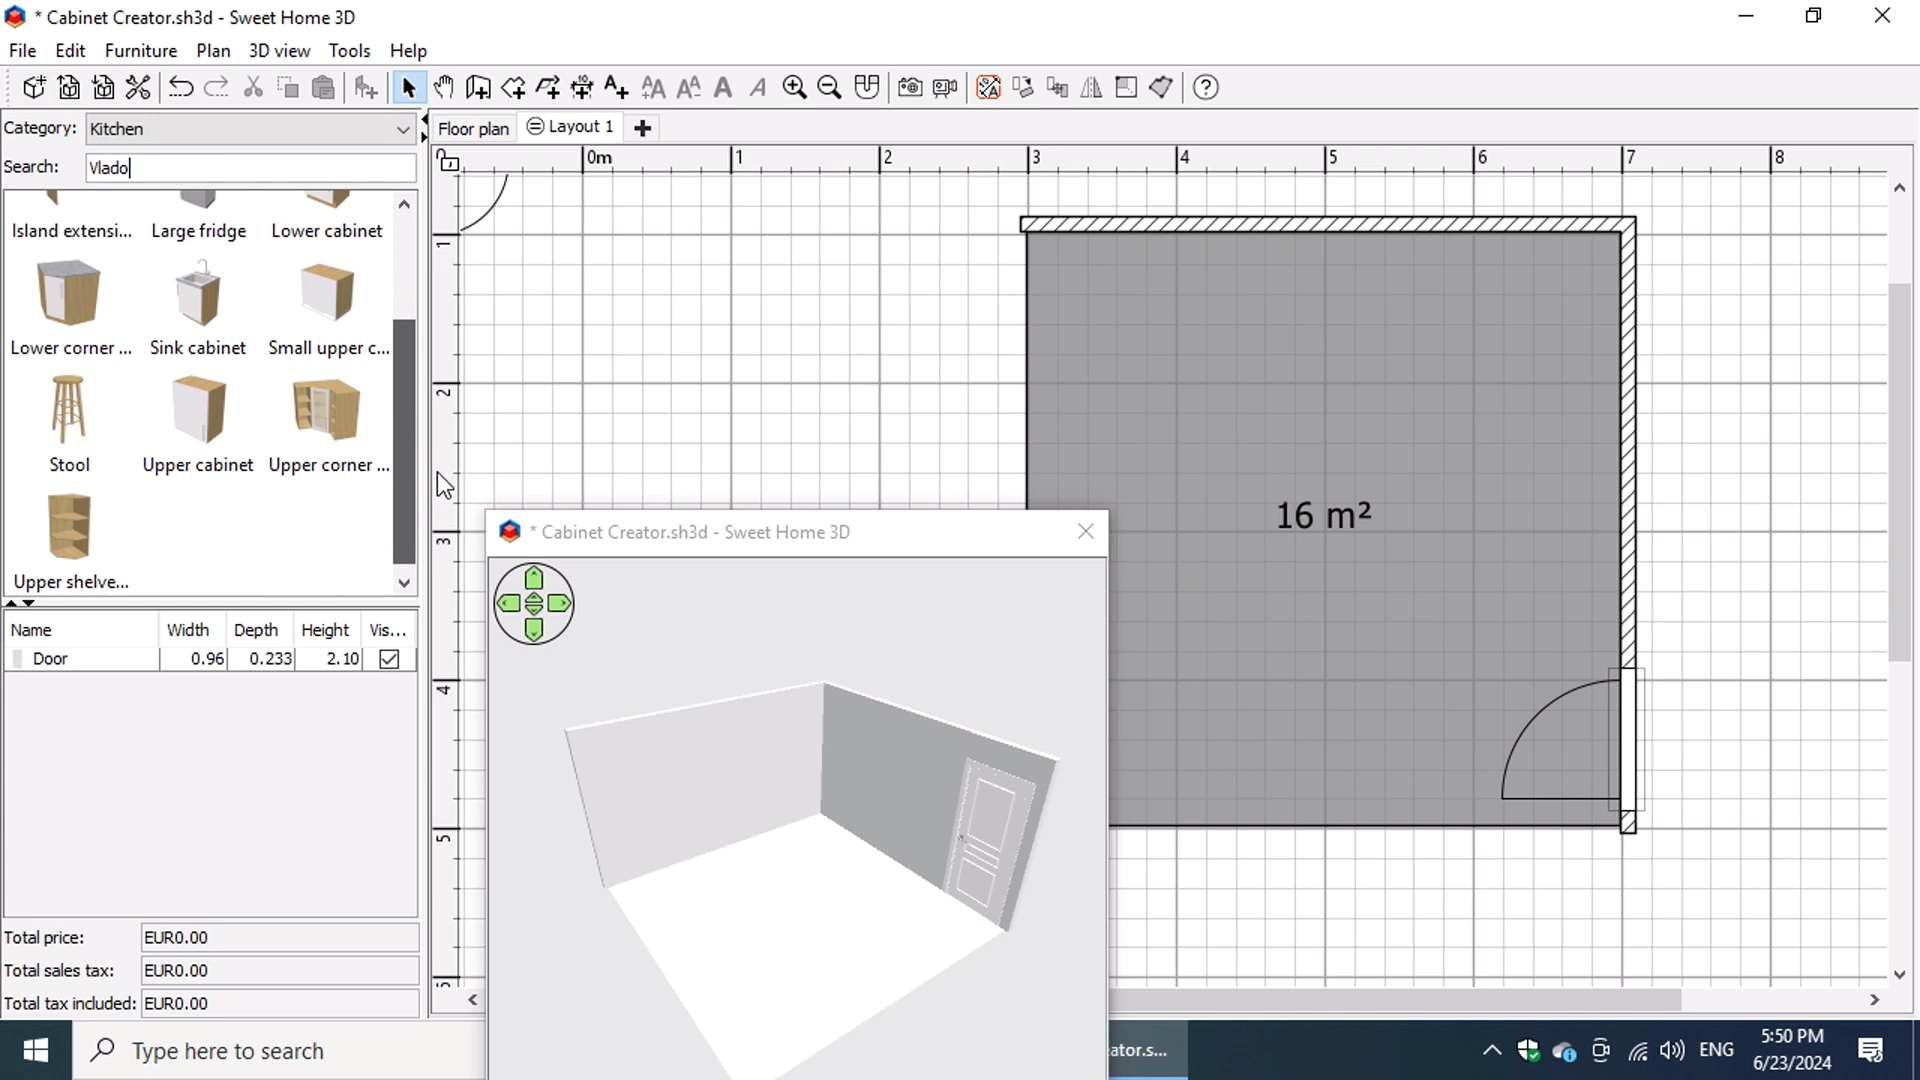 * Cabinet Creator.sh3d - Sweet Home 3D
File Edit Furniture Plan 3D view Tools Help
Category: Kitchen
Search: Vlado
Island extensi... Large fridge Lower cabinet
Lower corner ... Sink cabinet Small upper c...
Stool Upper cabinet Upper corner ...
Upper shelve...
Name Width Depth Height Vis...
Door 0.96 0.233 2.10
Total price: EUR0.00
Total sales tax: EUR0.00
Total tax included: EUR0.00
Floor plan Layout 1
0m 1 2 3 4 5 6 7 8
1
2
3
4
5
16 m²
* Cabinet Creator.sh3d - Sweet Home 3D
Type here to search
ator.s...
ENG
5:50 PM
6/23/2024